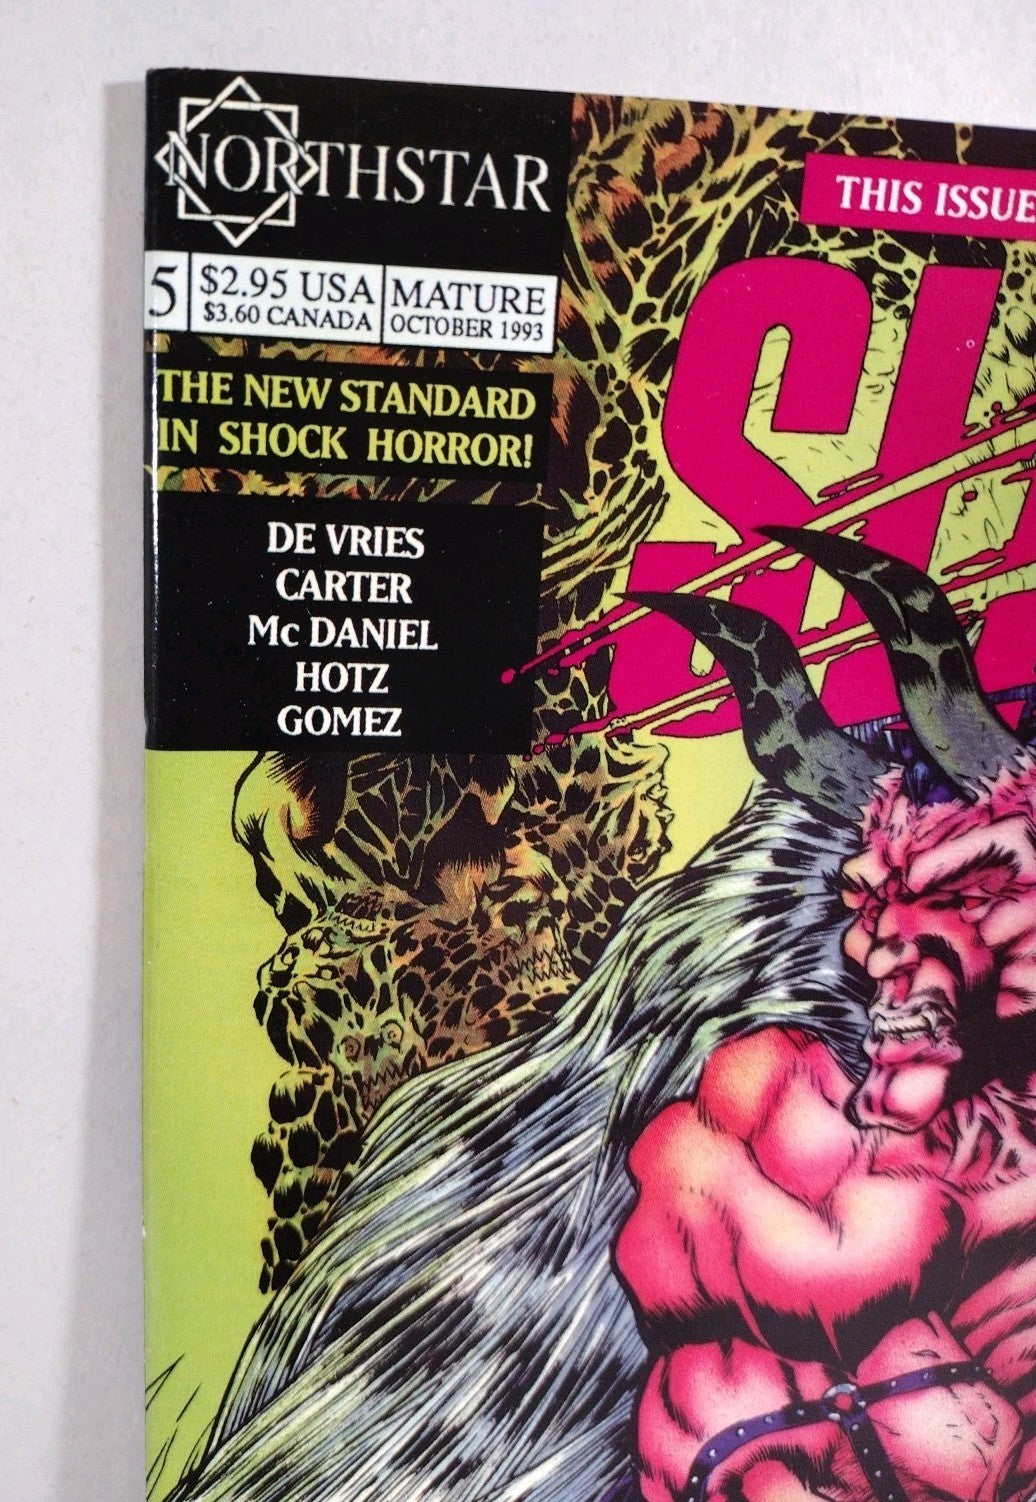 NORTHSTAR
5
$2.95 USA
$3.60 CANADA
MATURE
OCTOBER 1993
THE NEW STANDARD
IN SHOCK HORROR!
DE VRIES
CARTER
Mc DANIEL
HOTZ
GOMEZ
THIS ISSUE